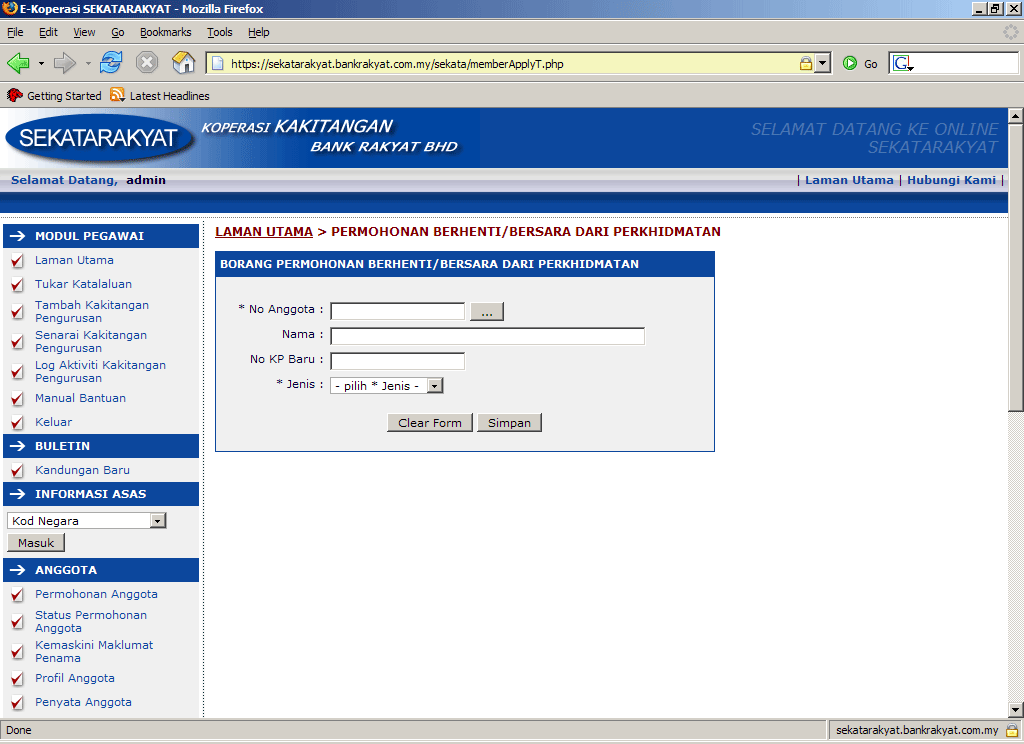 E-Koperasi SEKATARAKYAT - Mozilla Firefox
File Edit View Go Bookmarks Tools Help
https://sekatarakyat.bankrakyat.com.my/sekata/memberApplyT.php Go G
Getting Started Latest Headlines
SEKATARAKYAT KOPERASI KAKITANGAN
BANK RAKYAT BHD
SELAMAT DATANG KE ONLINE
SEKATARAKYAT
Selamat Datang, admin | Laman Utama | Hubungi Kami |
MODUL PEGAWAI
Laman Utama
Tukar Katalaluan
Tambah Kakitangan
Pengurusan
Senarai Kakitangan
Pengurusan
Log Aktiviti Kakitangan
Pengurusan
Manual Bantuan
Keluar
BULETIN
Kandungan Baru
INFORMASI ASAS
Kod Negara
Masuk
ANGGOTA
Permohonan Anggota
Status Permohonan
Anggota
Kemaskini Maklumat
Penama
Profil Anggota
Penyata Anggota
LAMAN UTAMA > PERMOHONAN BERHENTI/BERSARA DARI PERKHIDMATAN
BORANG PERMOHONAN BERHENTI/BERSARA DARI PERKHIDMATAN
* No Anggota : ...
Nama :
No KP Baru :
* Jenis : - pilih * Jenis -
Clear Form Simpan
Done sekatarakyat.bankrakyat.com.my